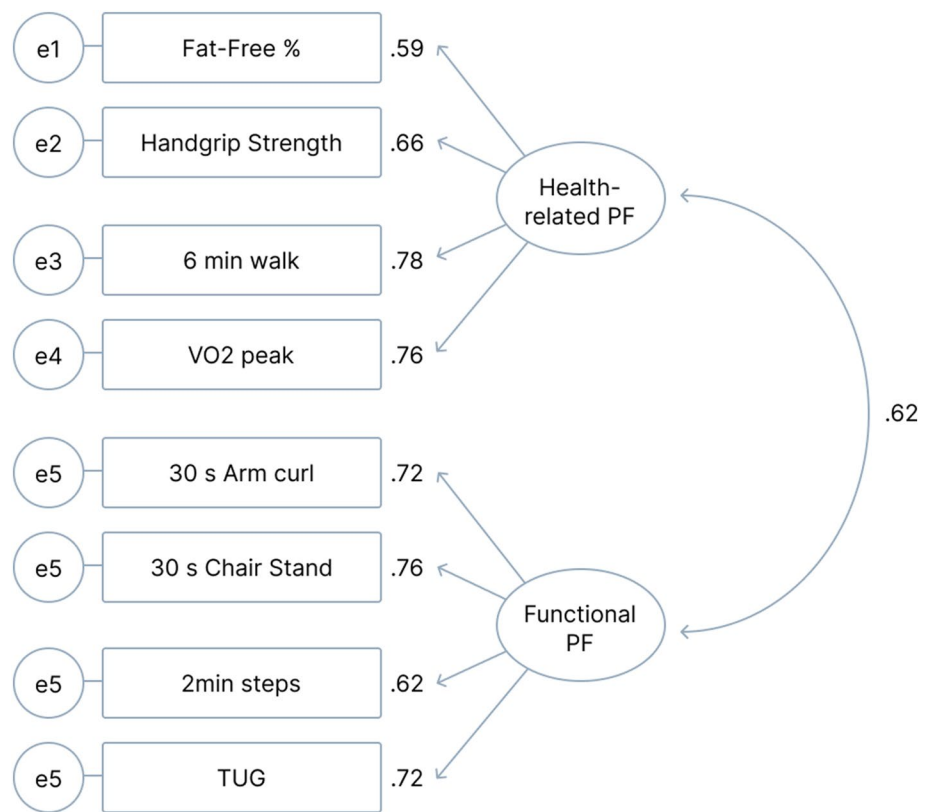 e1 Fat-Free % .59
e2 Handgrip Strength .66
Health-
related PF
e3 6 min walk .78
e4 VO2 peak .76
.62
e5 30 s Arm curl .72
e5 30 s Chair Stand .76
Functional
PF
e5 2min steps .62
e5 TUG .72